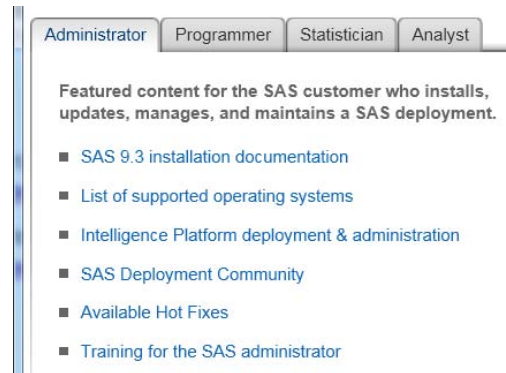 Administrator Programmer Statistician Analyst
Featured content for the SAS customer who installs,
updates, manages, and maintains a SAS deployment.
SAS 9.3 installation documentation
List of supported operating systems
Intelligence Platform deployment & administration
SAS Deployment Community
Available Hot Fixes
Training for the SAS administrator